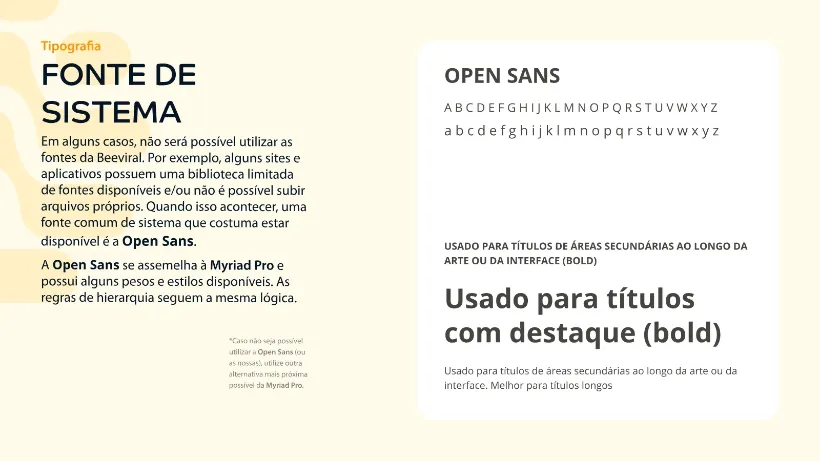 Tipografia
FONTE DE
SISTEMA
Em alguns casos, não será possível utilizar as
fontes da Beeviral. Por exemplo, alguns sites e
aplicativos possuem uma biblioteca limitada
de fontes disponíveis e/ou não é possível subir
arquivos próprios. Quando isso acontecer, uma
fonte comum de sistema que costuma estar
disponível é a Open Sans.
A Open Sans se assemelha à Myriad Pro e
possui alguns pesos e estilos disponíveis. As
regras de hierarquia seguem a mesma lógica.
*Caso não seja possível
utilizar a Open Sans (ou
as nossas), utilize outra
alternativa mais próxima
possível da Myriad Pro.
OPEN SANS
A B C D E F G H I J K L M N O P Q R S T U V W X Y Z
a b c d e f g h i j k l m n o p q r s t u v w x y z
USADO PARA TÍTULOS DE ÁREAS SECUNDÁRIAS AO LONGO DA
ARTE OU DA INTERFACE (BOLD)
Usado para títulos
com destaque (bold)
Usado para títulos de áreas secundárias ao longo da arte ou da
interface. Melhor para títulos longos